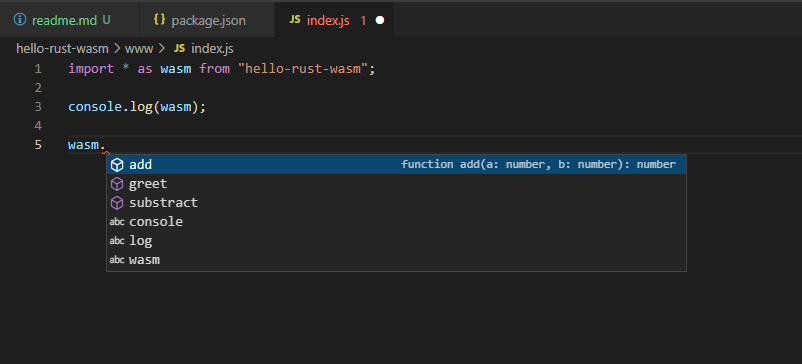 readme.md U
{} package.json
JS index.js 1
hello-rust-wasm > www > JS index.js
1 import * as wasm from "hello-rust-wasm";
2
3 console.log(wasm);
4
5 wasm.
add function add(a: number, b: number): number
greet
substract
abc console
abc log
abc wasm